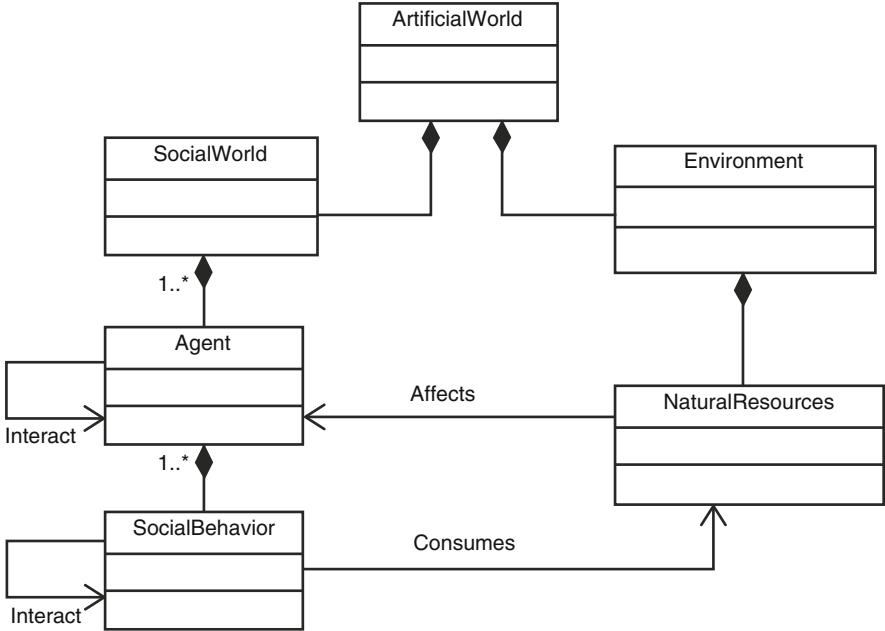 ArtificialWorld
SocialWorld
Environment
1..*
Agent
Affects
NaturalResources
Interact
1..*
SocialBehavior
Consumes
Interact